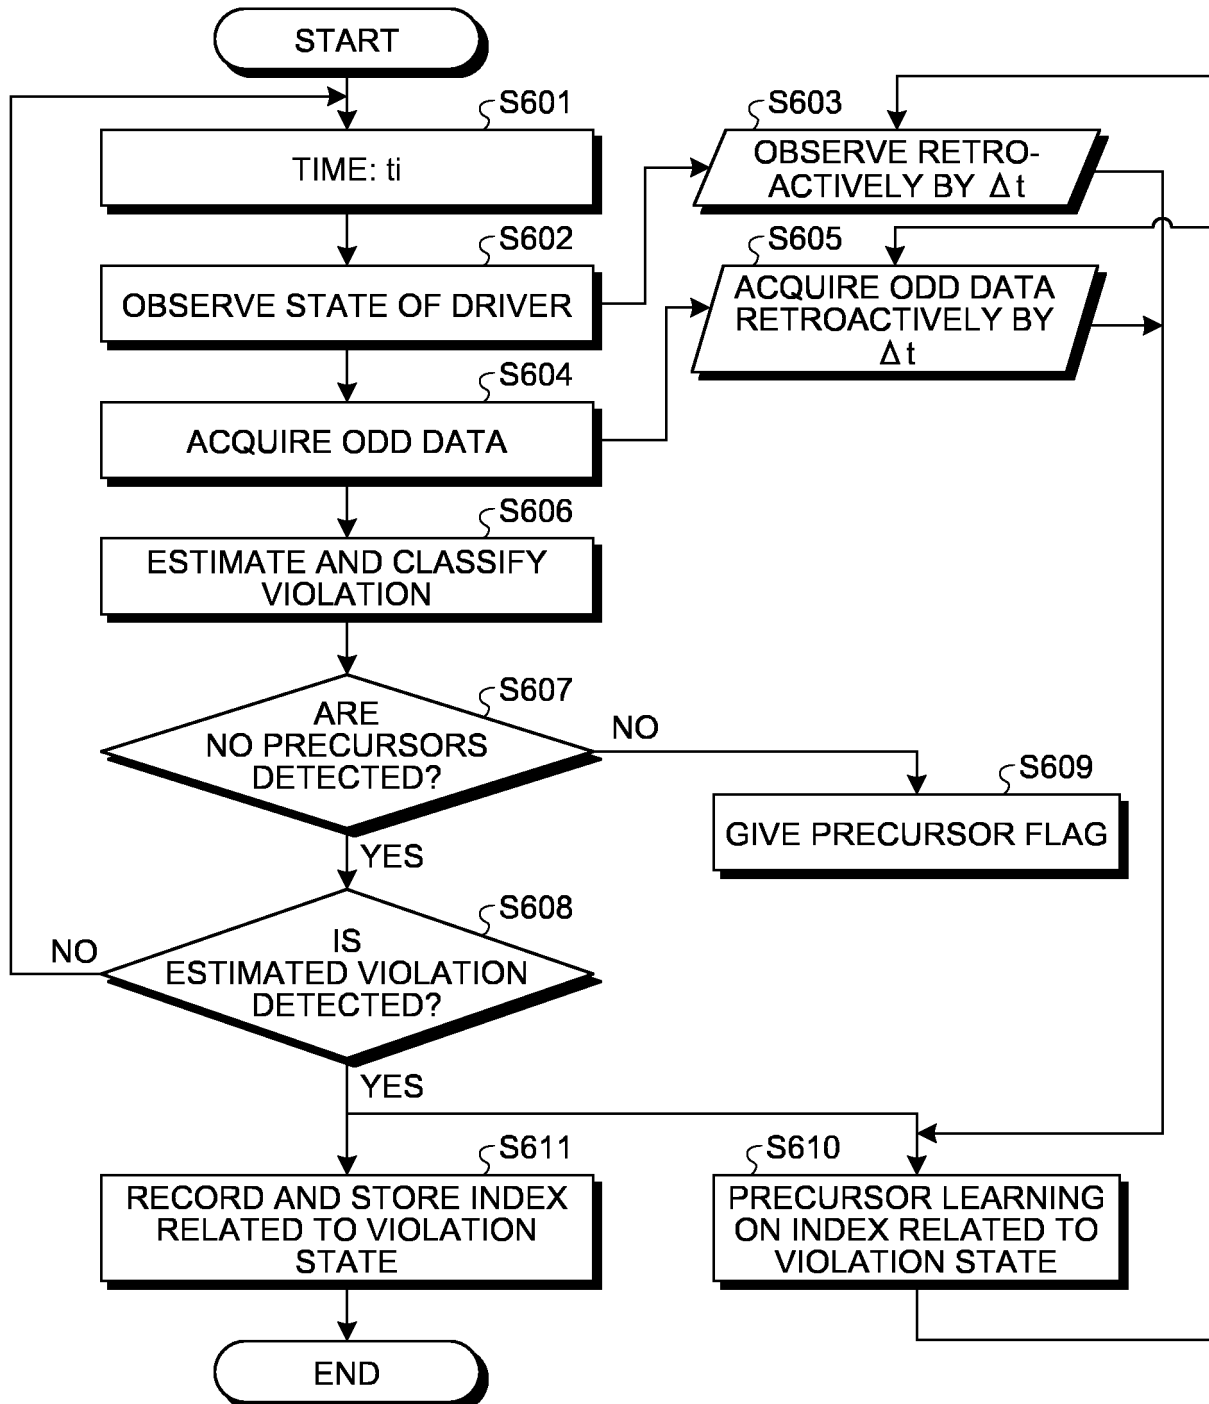 START
S601
TIME: ti
S603
OBSERVE RETRO-
ACTIVELY BY Δt
S602
OBSERVE STATE OF DRIVER
S605
ACQUIRE ODD DATA
RETROACTIVELY BY
Δt
S604
ACQUIRE ODD DATA
S606
ESTIMATE AND CLASSIFY
VIOLATION
S607
ARE
NO PRECURSORS
DETECTED?
NO
YES
S609
GIVE PRECURSOR FLAG
S608
IS
ESTIMATED VIOLATION
DETECTED?
NO
YES
S611
RECORD AND STORE INDEX
RELATED TO VIOLATION
STATE
S610
PRECURSOR LEARNING
ON INDEX RELATED TO
VIOLATION STATE
END